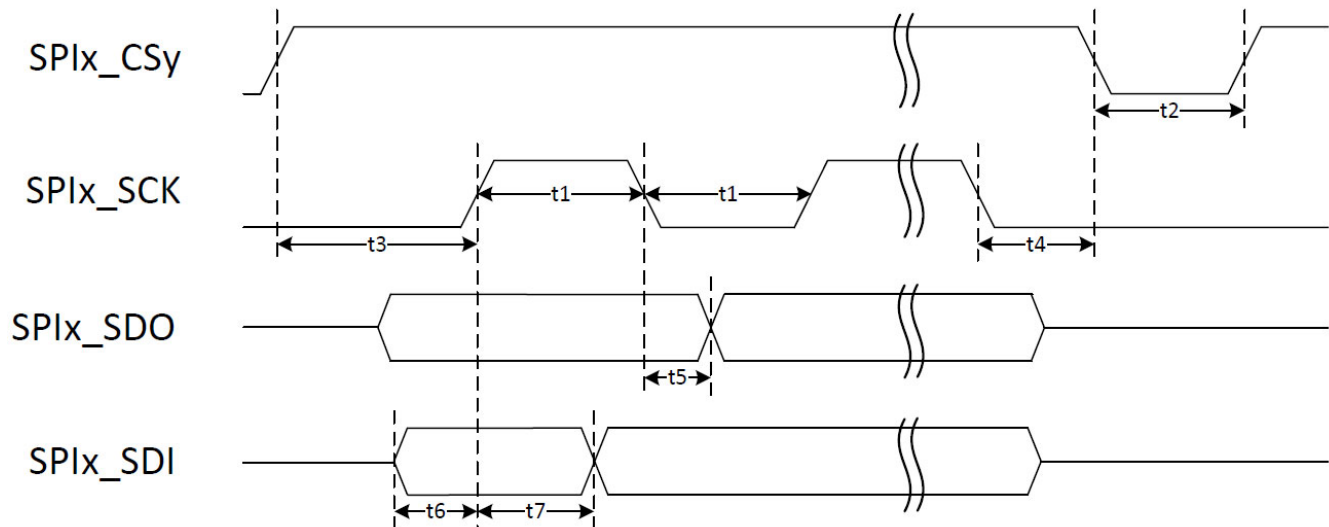 SPIx_CSy
t2
SPIx_SCK
t1 t1
t3 t4
SPIx_SDO
t5
SPIx_SDI
t6 t7